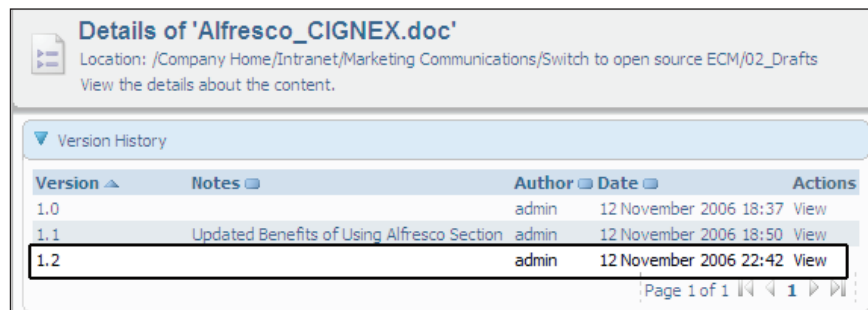 Details of 'Alfresco_CIGNEX.doc'
Location: /Company Home/Intranet/Marketing Communications/Switch to open source ECM/02_Drafts
View the details about the content.
Version History
Version Notes Author Date Actions
1.0 admin 12 November 2006 18:37 View
1.1 Updated Benefits of Using Alfresco Section admin 12 November 2006 18:50 View
1.2 admin 12 November 2006 22:42 View
Page 1 of 1 1